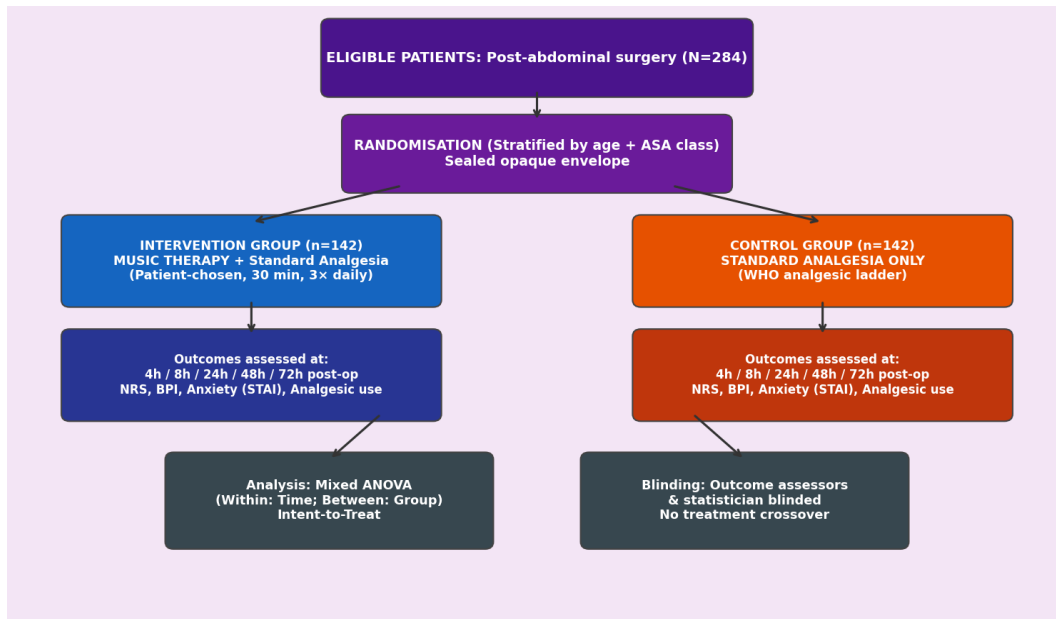 ELIGIBLE PATIENTS: Post-abdominal surgery (N=284)
RANDOMISATION (Stratified by age + ASA class)
Sealed opaque envelope
INTERVENTION GROUP (n=142)
MUSIC THERAPY + Standard Analgesia
(Patient-chosen, 30 min, 3× daily)
CONTROL GROUP (n=142)
STANDARD ANALGESIA ONLY
(WHO analgesic ladder)
Outcomes assessed at:
4h / 8h / 24h / 48h / 72h post-op
NRS, BPI, Anxiety (STAI), Analgesic use
Outcomes assessed at:
4h / 8h / 24h / 48h / 72h post-op
NRS, BPI, Anxiety (STAI), Analgesic use
Analysis: Mixed ANOVA
(Within: Time; Between: Group)
Intent-to-Treat
Blinding: Outcome assessors
& statistician blinded
No treatment crossover